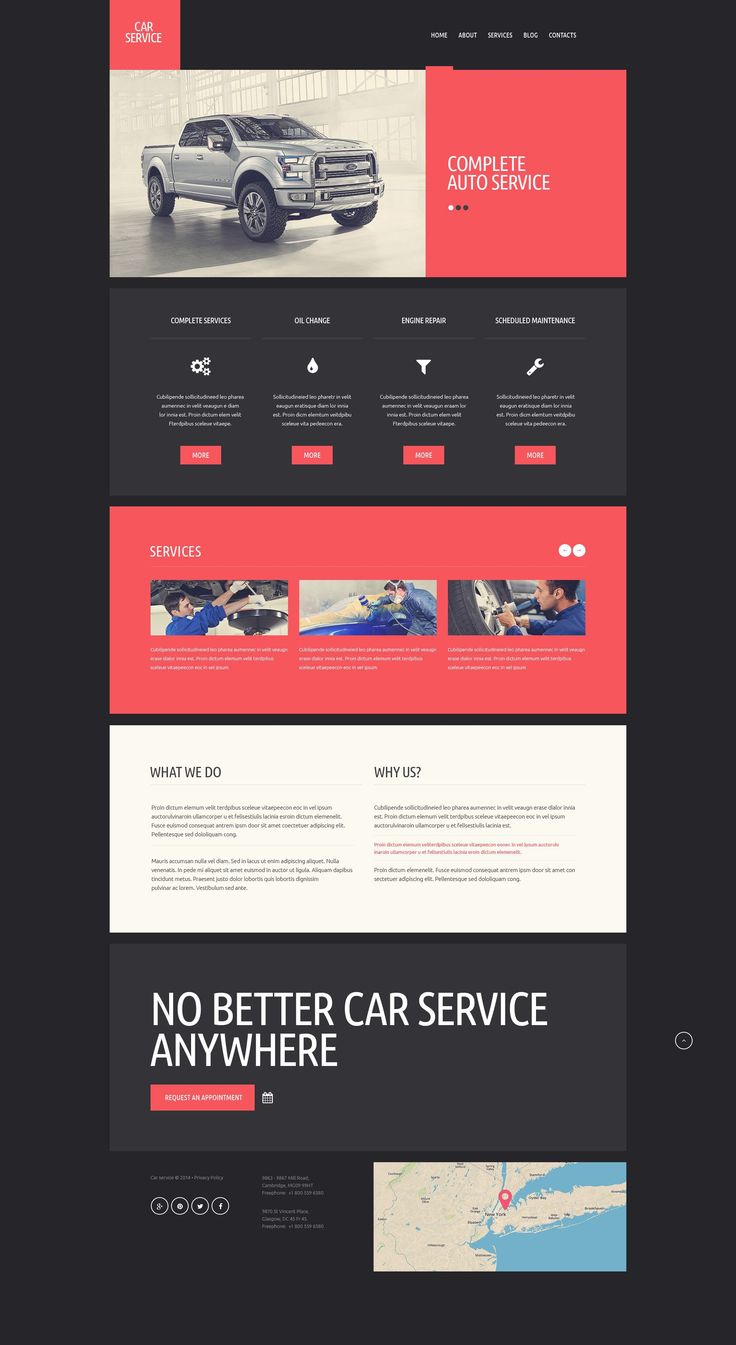 CAR
SERVICE
HOME ABOUT SERVICES BLOG CONTACTS
COMPLETE
AUTO SERVICE
COMPLETE SERVICES
Cubilipende sollicitudineied leo pharea
aumennec in velit veaugun e diam
lor innia est. Proin dictum elem velit
Fterdpibus sceleue vitaepe.
MORE
OIL CHANGE
Sollicitudineied leo pharetr in velit
eaugun eratisque diam lor innia
est. Proin dicm elemum veitdpibu
sceleue vita pedeecon era.
MORE
ENGINE REPAIR
Cubilipende sollicitudineied leo pharea
aumennec in velit veaugun eraam lor
innia est. Proin dictum elemum velit
Fterdpibus sceleue vitaepe.
MORE
SCHEDULED MAINTENANCE
Sollicitudineied leo pharetr in velit
eaugun eratisque diam lor innia
est. Proin dictm elemum veitdpibu
sceleue vita pedeecon era.
MORE
SERVICES
Cubilipende sollicitudineied leo pharea aumennec in velit veaugn
erase dialor innia est. Proin dictum elemum velit terdpibus
sceleue vitaepeecon eoc in vel ipsum
Cubilipende sollicitudineied leo pharea aumennec in velit veaugn
erase dialor innia est. Proin dictum elemum velit terdpibus
sceleue vitaepeecon eoc in vel ipsum
Cubilipende sollicitudineied leo pharea aumennec in velit veaugn
erase dialor innia est. Proin dictum elemum velit terdpibus
sceleue vitaepeecon eoc in vel ipsum
WHAT WE DO
Proin dictum elemum velit terdpibus sceleue vitaepeecon eoc in vel ipsum
auctorulvinaroin ullamcorper u et felisestiulis lacinia esroin dictum elemenelit.
Fusce euismod consequat antrem ipsm door sit amet coectetuer adipiscing elit.
Pellentesque sed dololiquam cong.
Mauris accumsan nulla vel diam. Sed in lacus ut enim adipiscing aliquet. Nulla
venenatis. In pede mi aliquet sit amet euismod in auctor ut ligula. Aliquam dapibus
tincidunt metus. Praesent justo dolor lobortis quis lobortis dignissim
pulvinar ac lorem. Vestibulum sed ante.
WHY US?
Cubilipende sollicitudineied leo pharea aumennec in velit veaugn erase dialor innia
est. Proin dictum elemum velit terdpibus sceleue vitaepeecon eoc in vel ipsum
auctorulvinaroin ullamcorper u et felisestiulis lacinia est.
Proin dictum elemum veliterdpibus sceleue vitaepeecon eooec in vel ipsum auctorulv
inaroin ullamcorper u et felisestiulis lacinia eroin dictum elemenelit.
Proin dictum elemenelit. Fusce euismod consequat antrem ipsm door sit amet con
sectetuer adipiscing elit. Pellentesque sed dololiquam cong.
NO BETTER CAR SERVICE
ANYWHERE
REQUEST AN APPOINTMENT
Car service © 2014 • Privacy Policy
9863 - 9867 Mill Road,
Cambridge, MG09 99HT
Freephone: +1 800 559 6580
9870 St Vincent Place,
Glasgow, DC 45 Fr 45.
Freephone: +1 800 559 6580
New York